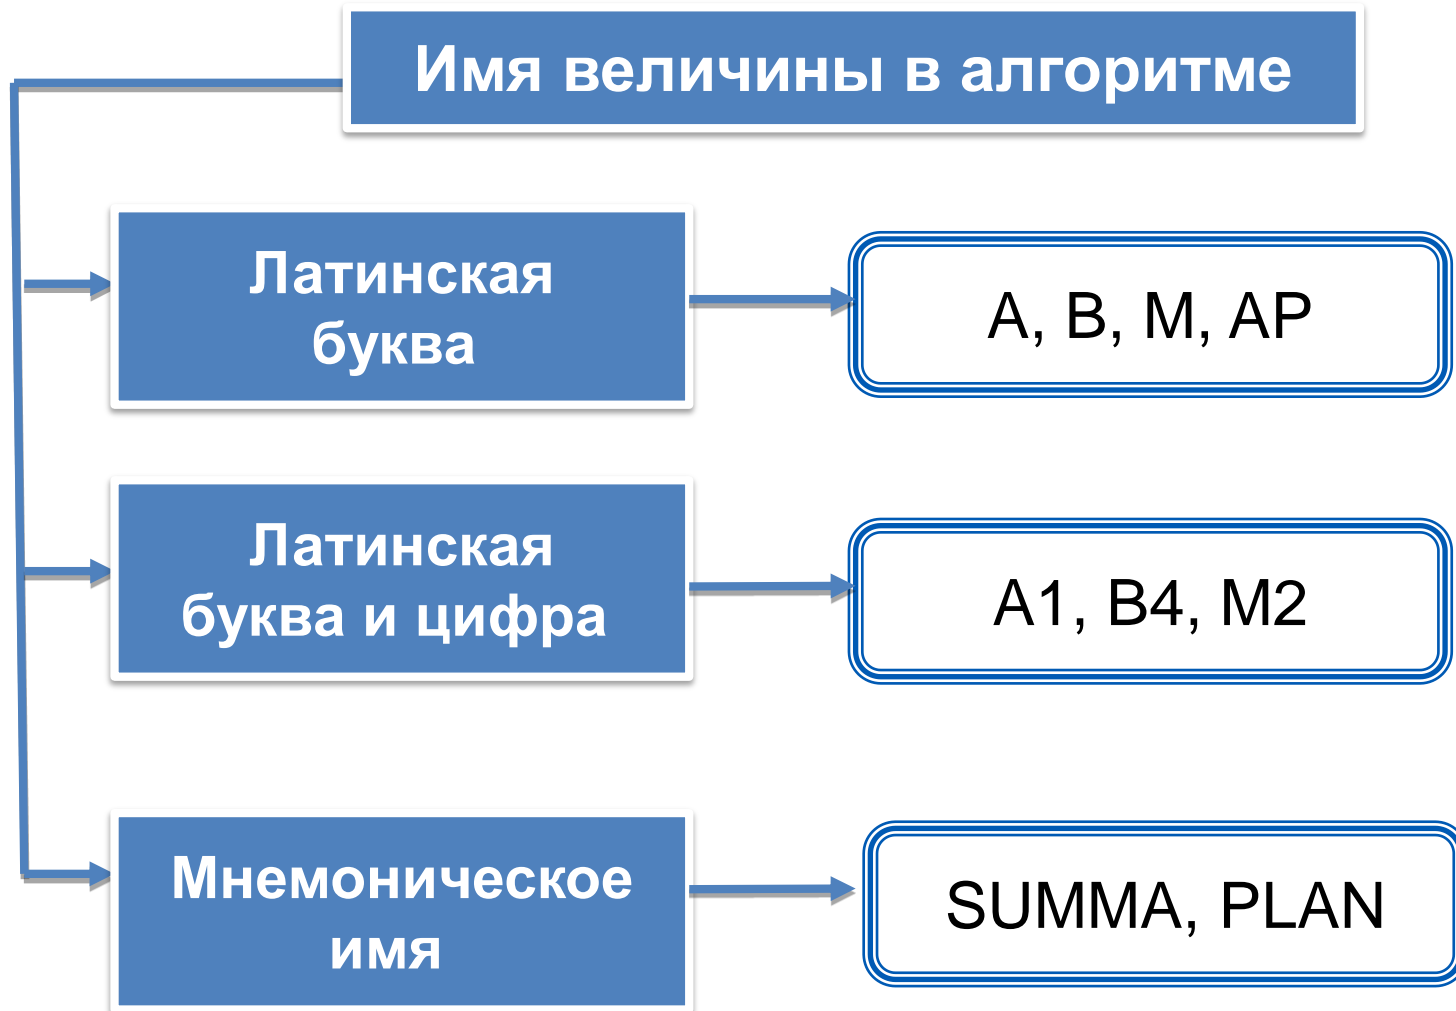 Имя величины в алгоритме
Латинская
буква
A, B, M, AP
Латинская
буква и цифра
A1, B4, M2
Мнемоническое
имя
SUMMA, PLAN